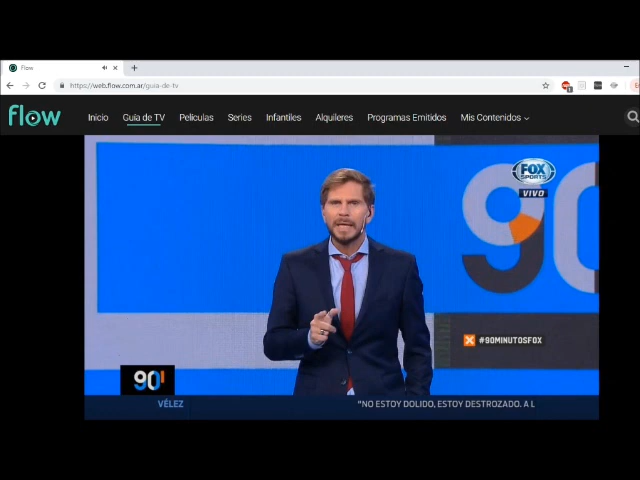 Flow
https://web.flow.com.ar/guia-de-tv
flow
Inicio
Guía de TV
Películas
Series
Infantiles
Alquileres
Programas Emitidos
Mis Contenidos
FOX
SPORTS
VIVO
90
#90MINUTOSFOX
90'
VÉLEZ
"NO ESTOY DOLIDO, ESTOY DESTROZADO. A L